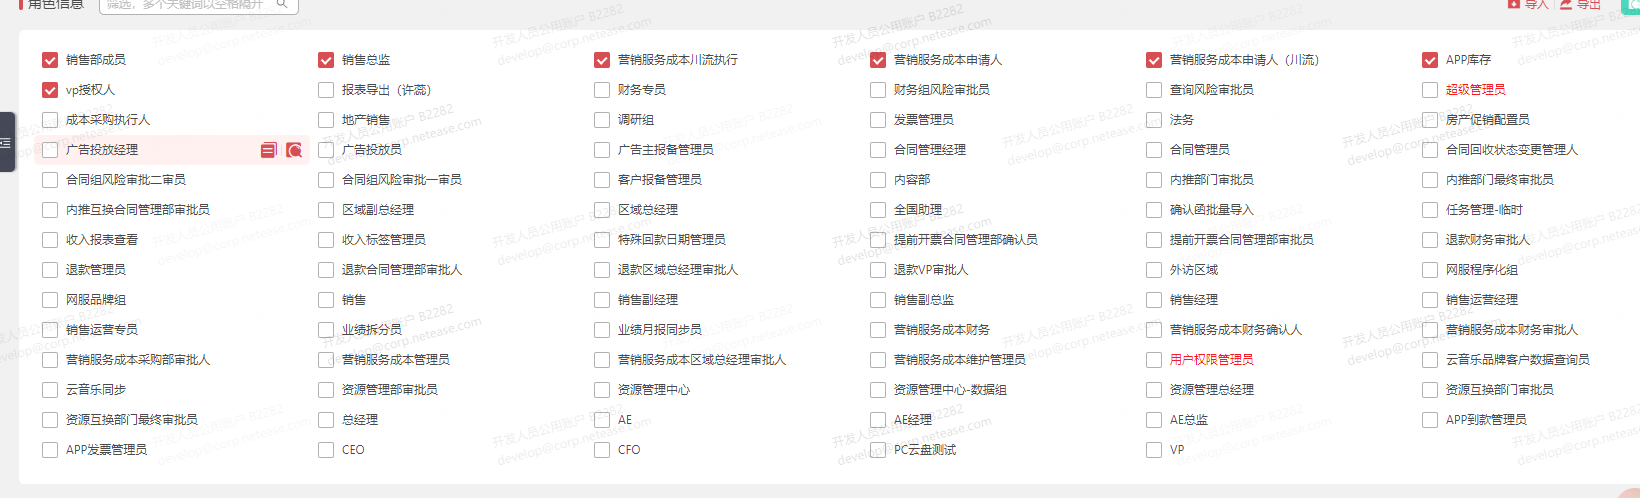 角色信息 筛选，多个关键词以空格隔开 导入 导出
销售部成员 销售总监 营销服务成本川流执行 营销服务成本申请人 营销服务成本申请人（川流） APP库存
vp授权人 报表导出（许蕊） 财务专员 财务组风险审批员 查询风险审批员 超级管理员
成本采购执行人 地产销售 调研组 发票管理员 法务 房产促销配置员
广告投放经理 广告投放员 广告主报备管理员 合同管理经理 合同管理员 合同回收状态变更管理人
合同组风险审批二审员 合同组风险审批一审员 客户报备管理员 内容部 内推部门审批员 内推部门最终审批员
内推互换合同管理部审批员 区域副总经理 区域总经理 全国助理 确认函批量导入 任务管理-临时
收入报表查看 收入标签管理员 特殊回款日期管理员 提前开票合同管理部确认员 提前开票合同管理部审批员 退款财务审批人
退款管理员 退款合同管理部审批人 退款区域总经理审批人 退款VP审批人 外访区域 网服程序化组
网服品牌组 销售 销售副经理 销售副总监 销售经理 销售运营经理
销售运营专员 业绩拆分员 业绩月报同步员 营销服务成本财务 营销服务成本财务确认人 营销服务成本财务审批人
营销服务成本采购部审批人 营销服务成本管理员 营销服务成本区域总经理审批人 营销服务成本维护管理员 用户权限管理员 云音乐品牌客户数据查询员
云音乐同步 资源管理部审批员 资源管理中心 资源管理中心-数据组 资源管理总经理 资源互换部门审批员
资源互换部门最终审批员 总经理 AE AE经理 AE总监 APP到款管理员
APP发票管理员 CEO CFO PC云盘测试 VP
开发人员公用账户 B2282
develop@corp.netease.com